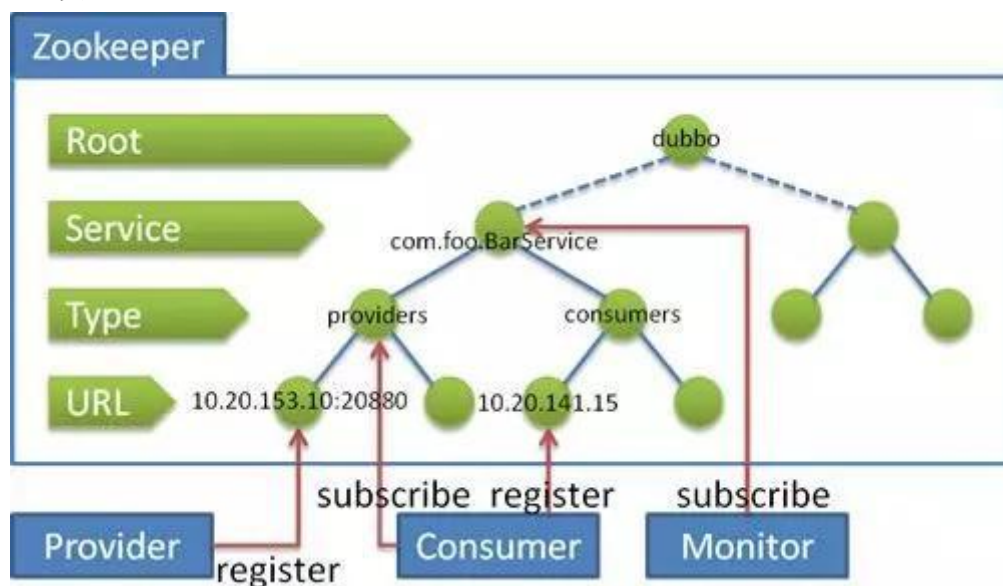 Zookeeper
Root
dubbo
Service
com.foo.BarService
Type
providers
consumers
URL
10.20.153.10:20880
10.20.141.15
subscribe
register
subscribe
Provider
Consumer
Monitor
register